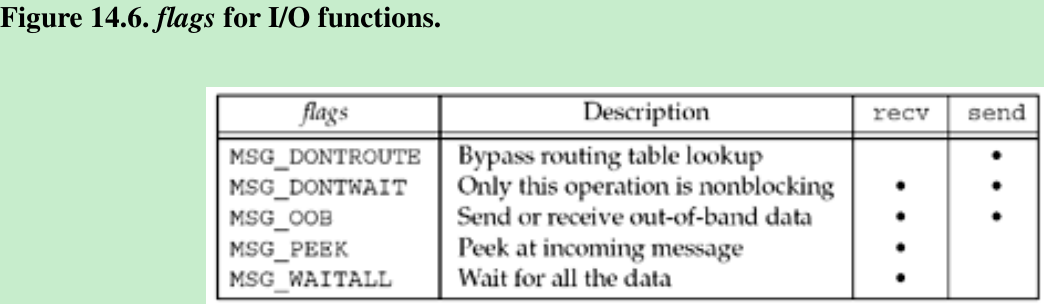 Figure 14.6. flags for I/O functions.
flags Description recv send
MSG_DONTROUTE Bypass routing table lookup •
MSG_DONTWAIT Only this operation is nonblocking • •
MSG_OOB Send or receive out-of-band data • •
MSG_PEEK Peek at incoming message •
MSG_WAITALL Wait for all the data •